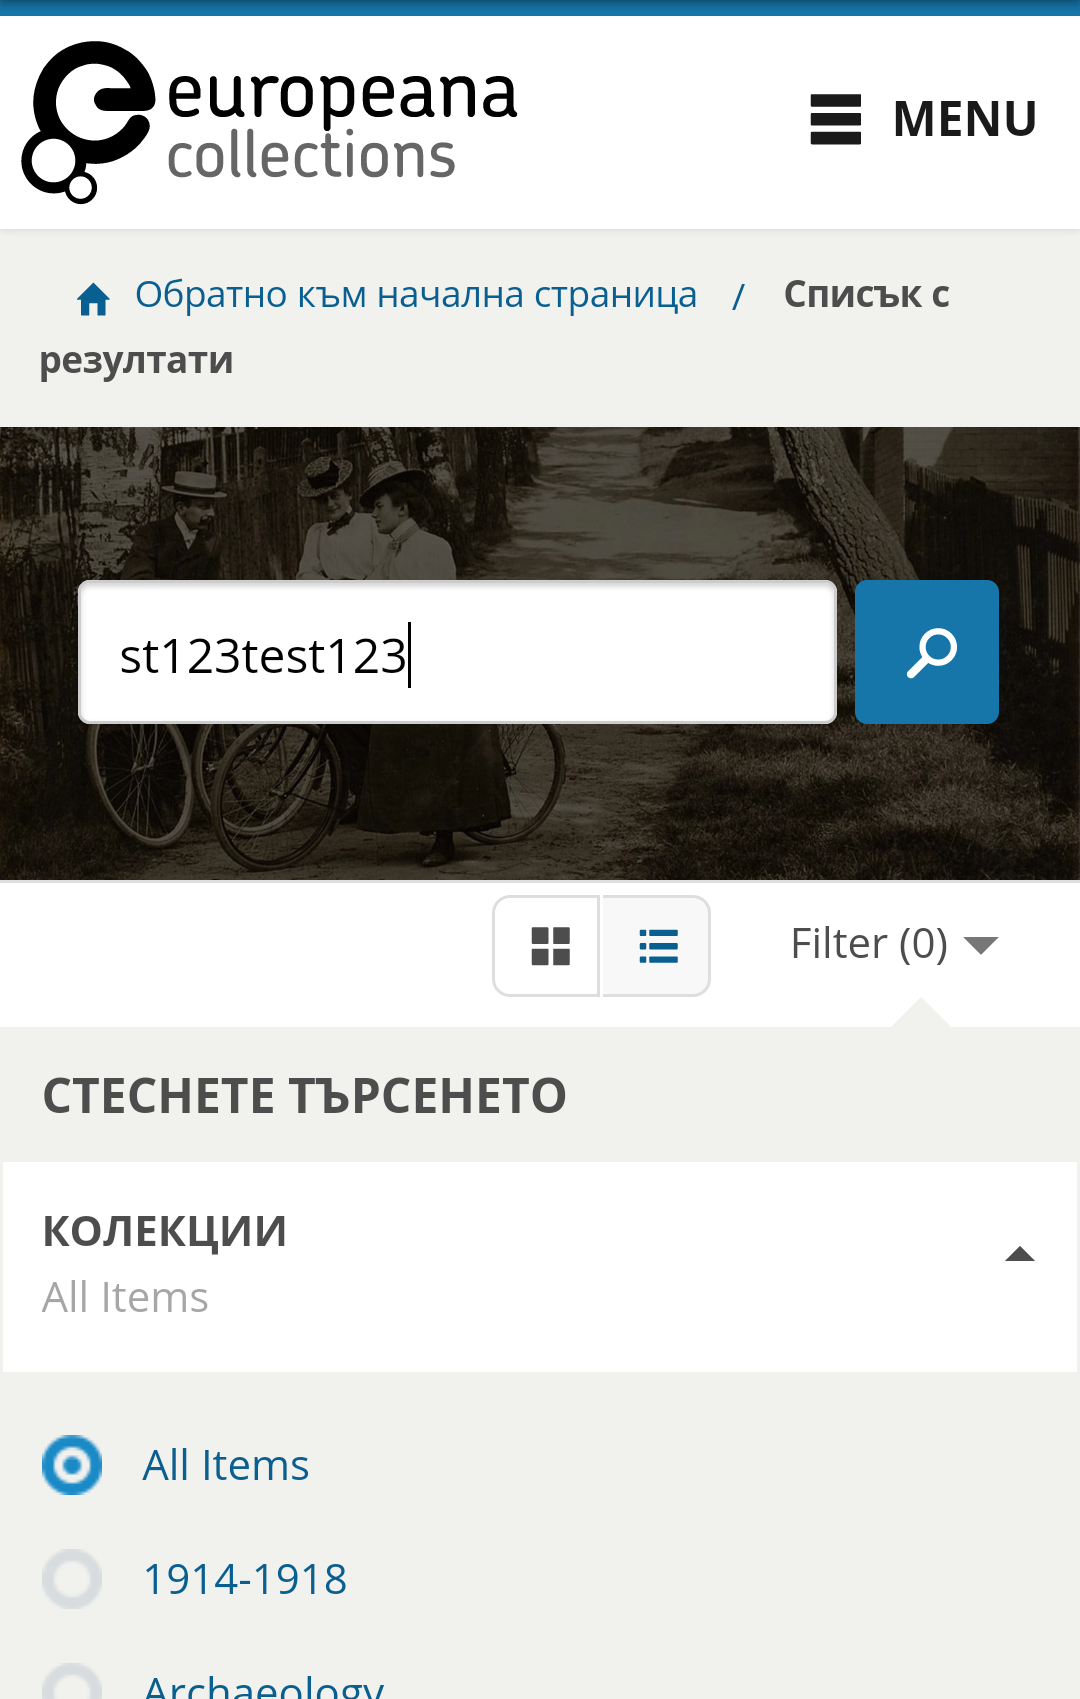 europeana
collections
MENU
Обратно към начална страница / Списък с
резултати
st123test123
Filter (0)
СТЕСНЕТЕ ТЪРСЕНЕТО
КОЛЕКЦИИ
All Items
All Items
1914-1918
Archaeology